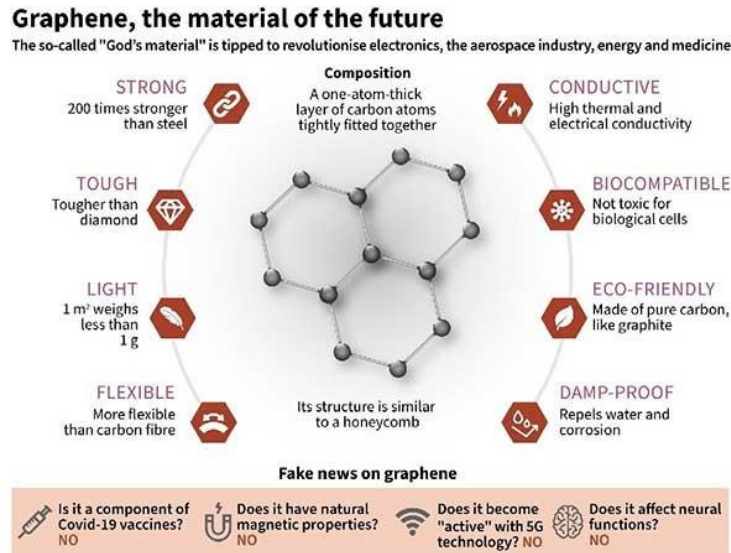 Graphene, the material of the future
The so-called "God's material" is tipped to revolutionise electronics, the aerospace industry, energy and medicine
STRONG
200 times stronger
than steel
TOUGH
Tougher than
diamond
LIGHT
1 m² weighs
less than
1 g
FLEXIBLE
More flexible
than carbon fibre
Composition
A one-atom-thick
layer of carbon atoms
tightly fitted together
Its structure is similar
to a honeycomb
CONDUCTIVE
High thermal and
electrical conductivity
BIOCOMPATIBLE
Not toxic for
biological cells
ECO-FRIENDLY
Made of pure carbon,
like graphite
DAMP-PROOF
Repels water and
corrosion
Fake news on graphene
Is it a component of
Covid-19 vaccines?
NO
Does it have natural
magnetic properties?
NO
Does it become
"active" with 5G
technology? NO
Does it affect neural
functions?
NO